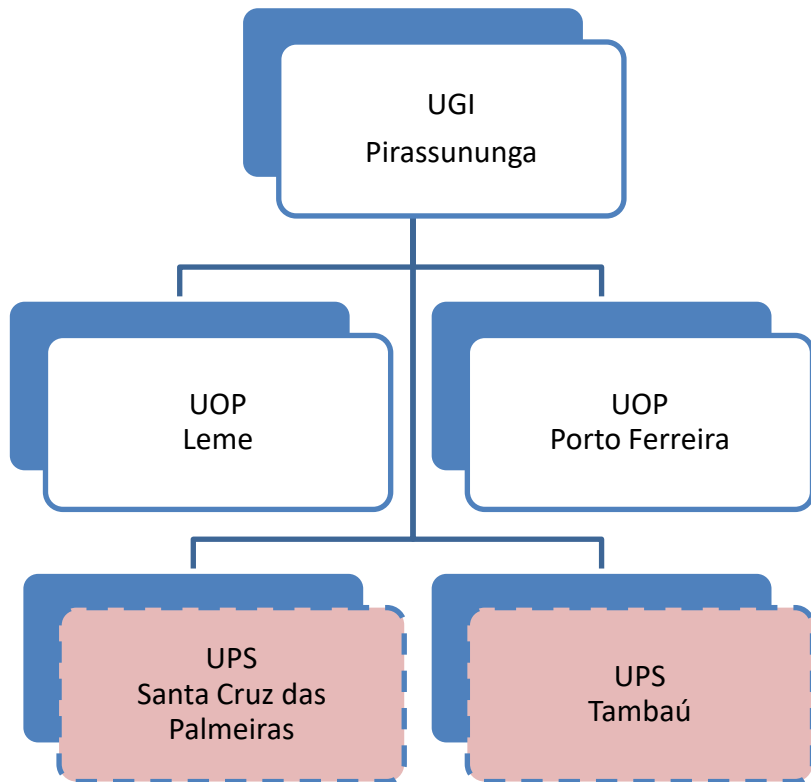 UGI
Pirassununga
UOP
Leme
UOP
Porto Ferreira
UPS
Santa Cruz das
Palmeiras
UPS
Tambaú